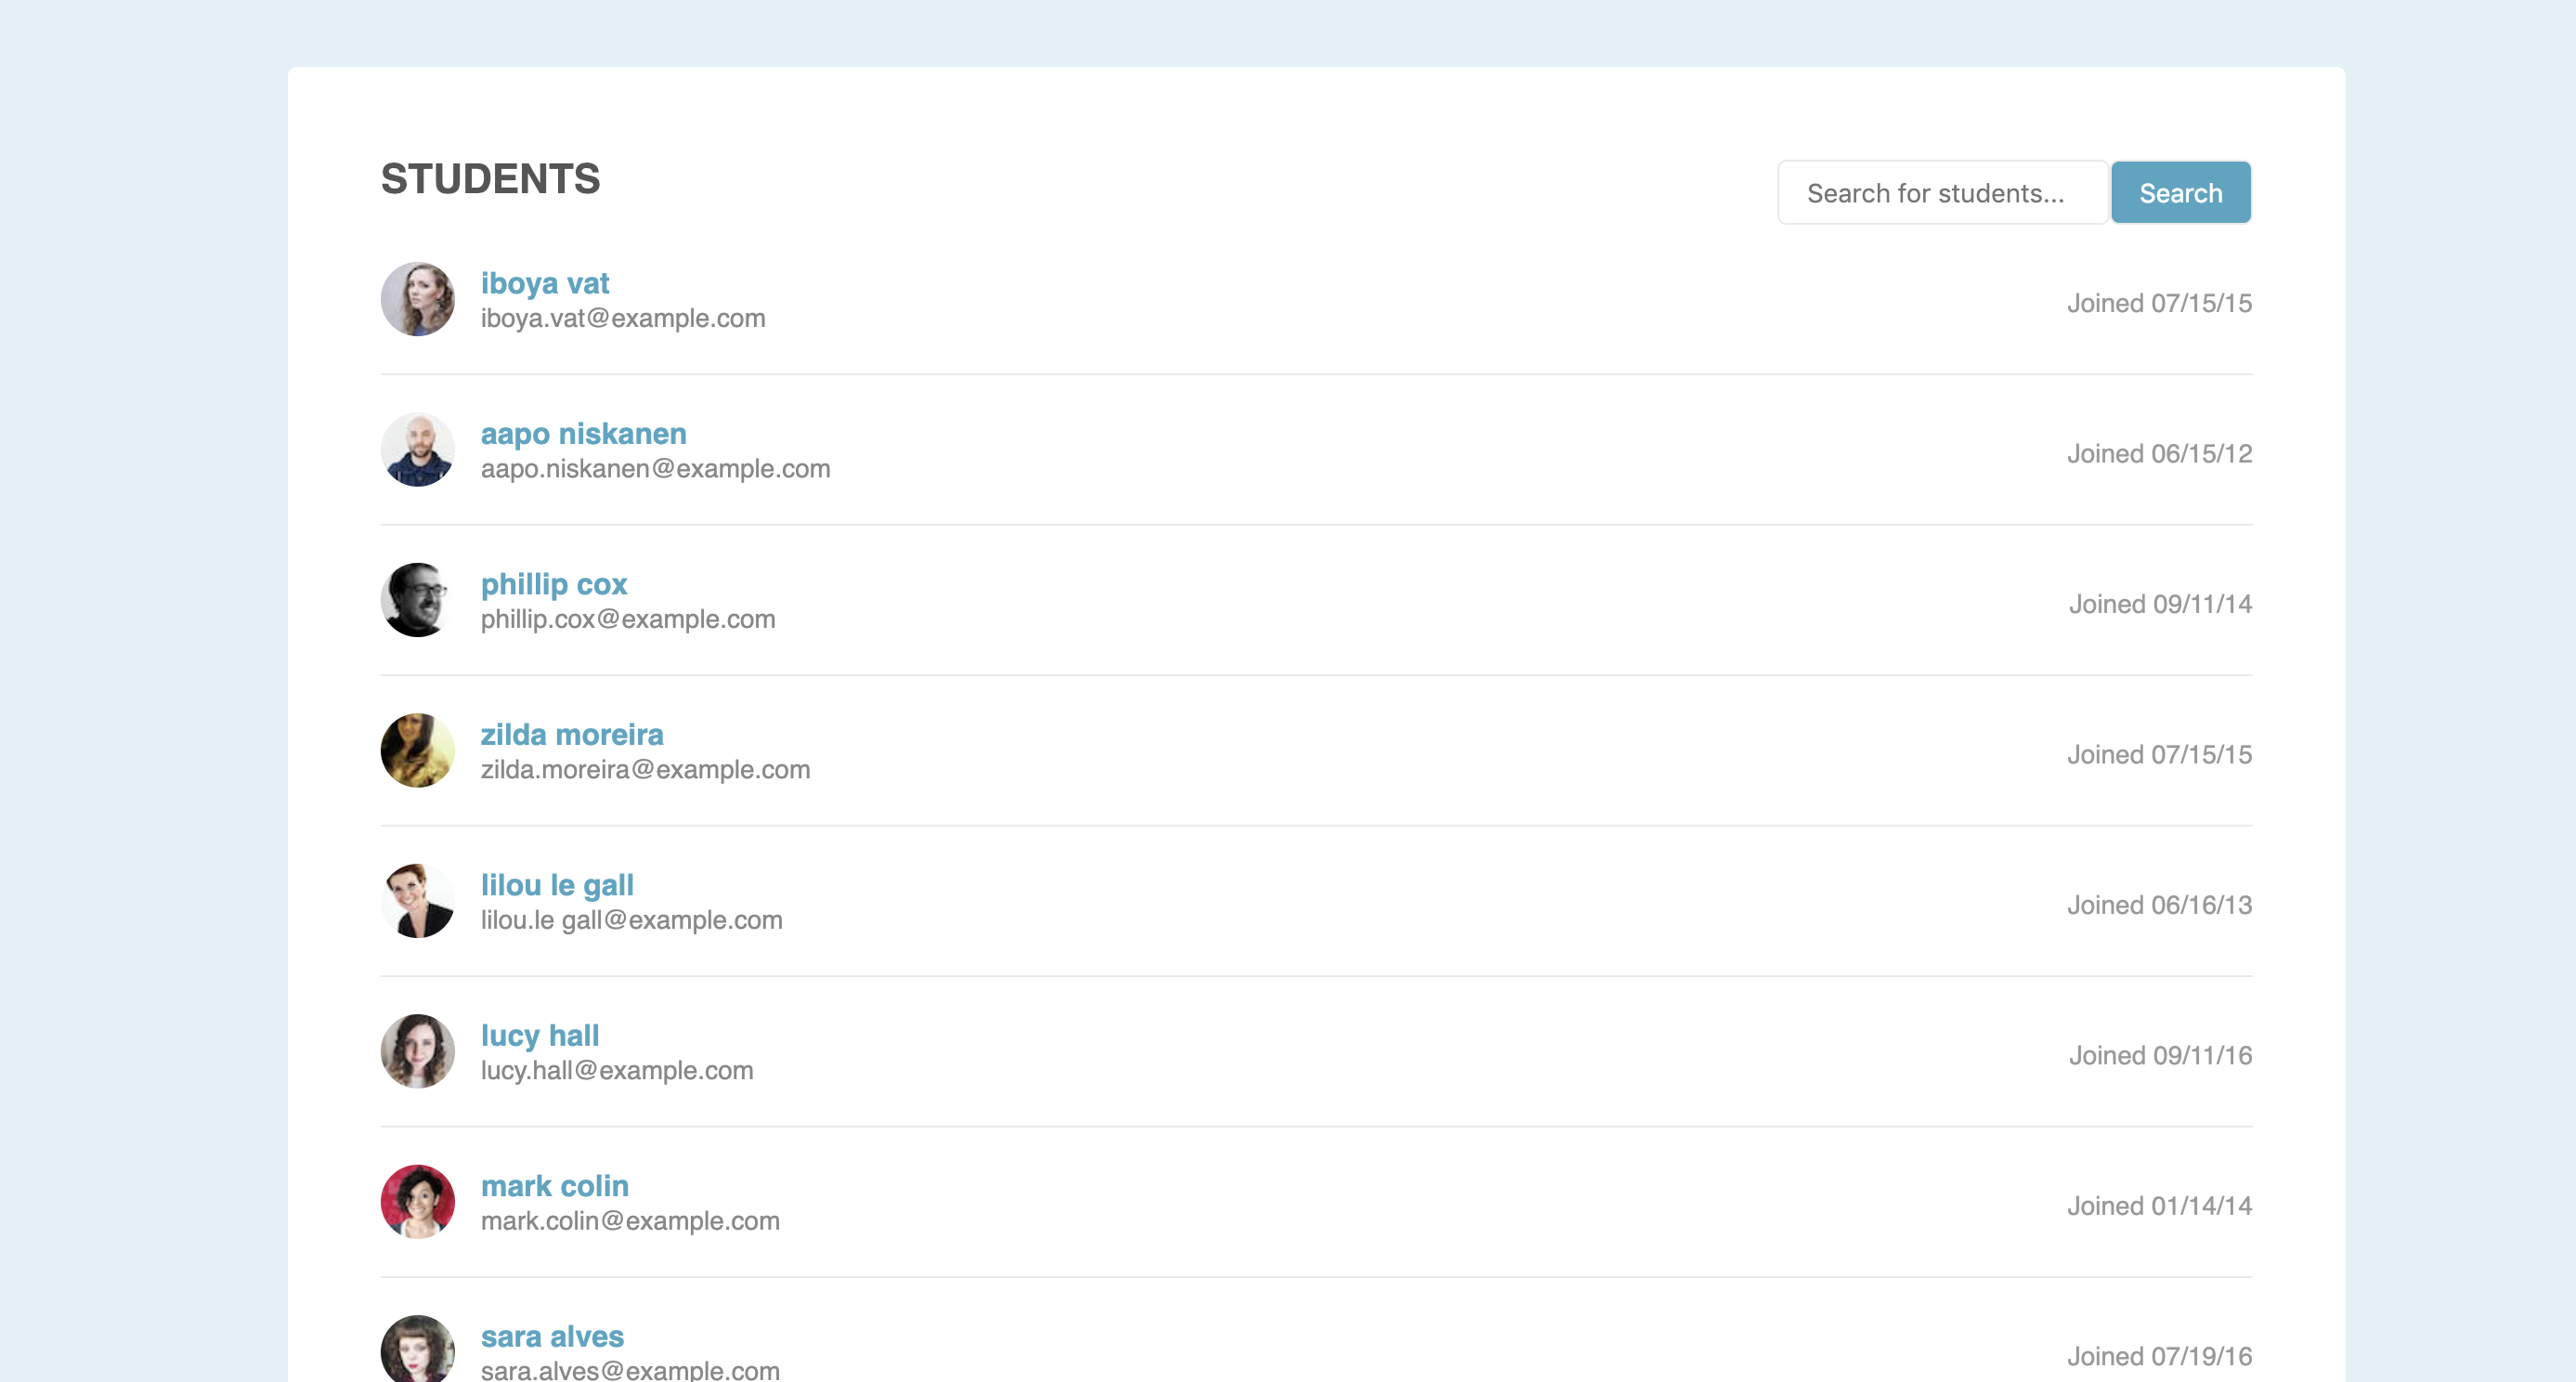 STUDENTS
Search for students...
Search
iboya vat
iboya.vat@example.com
Joined 07/15/15
aapo niskanen
aapo.niskanen@example.com
Joined 06/15/12
phillip cox
phillip.cox@example.com
Joined 09/11/14
zilda moreira
zilda.moreira@example.com
Joined 07/15/15
lilou le gall
lilou.le gall@example.com
Joined 06/16/13
lucy hall
lucy.hall@example.com
Joined 09/11/16
mark colin
mark.colin@example.com
Joined 01/14/14
sara alves
sara.alves@example.com
Joined 07/19/16